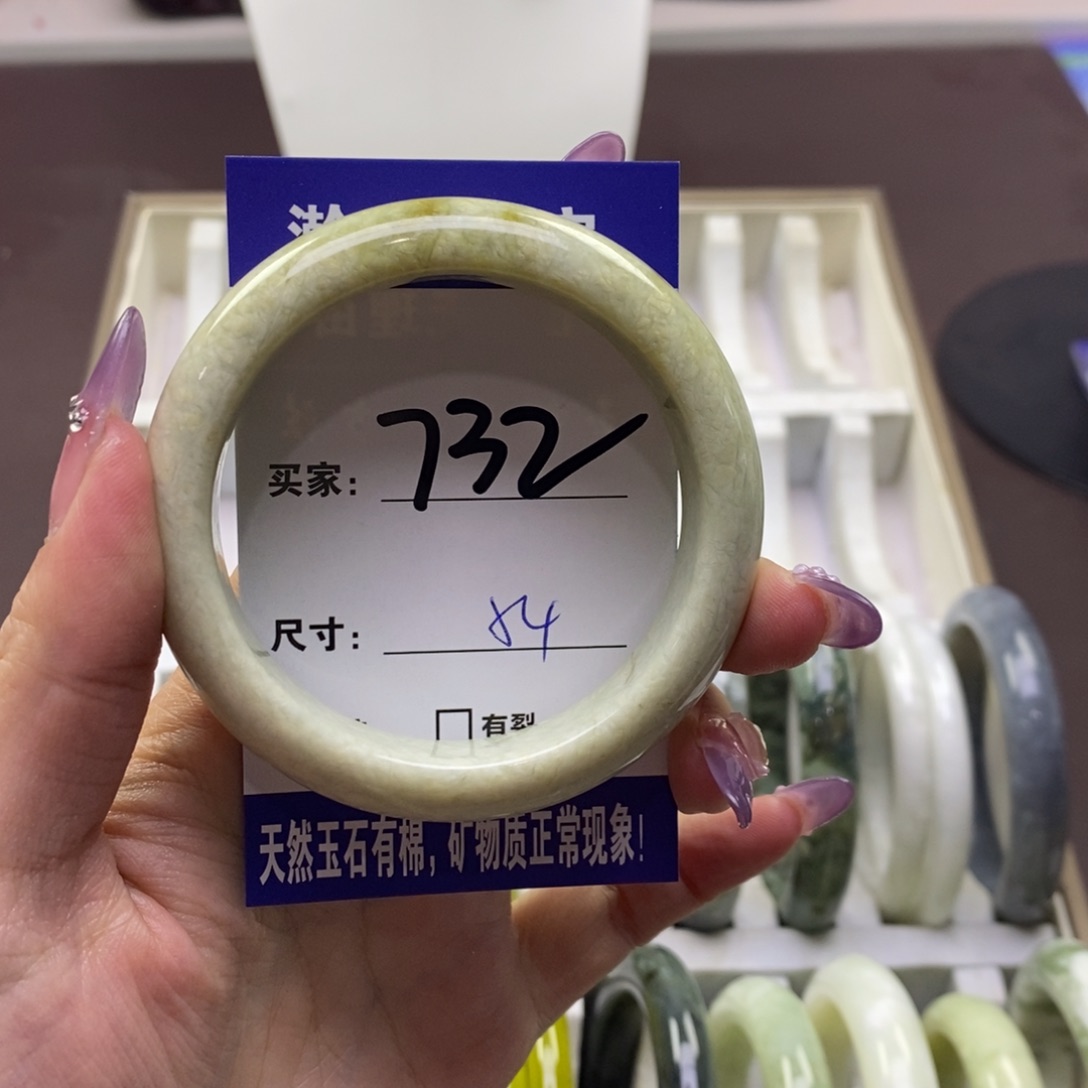 买家: 732
尺寸: 54
有裂
天然玉石有棉,矿物质正常现象!